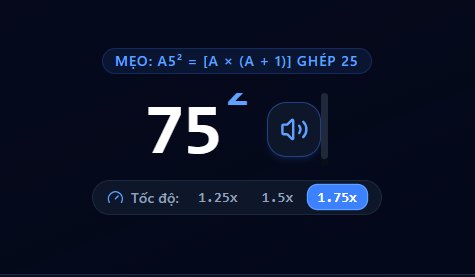 MẸO: A5² = [A × (A + 1)] GHÉP 25
75²
Tốc độ: 1.25x 1.5x 1.75x